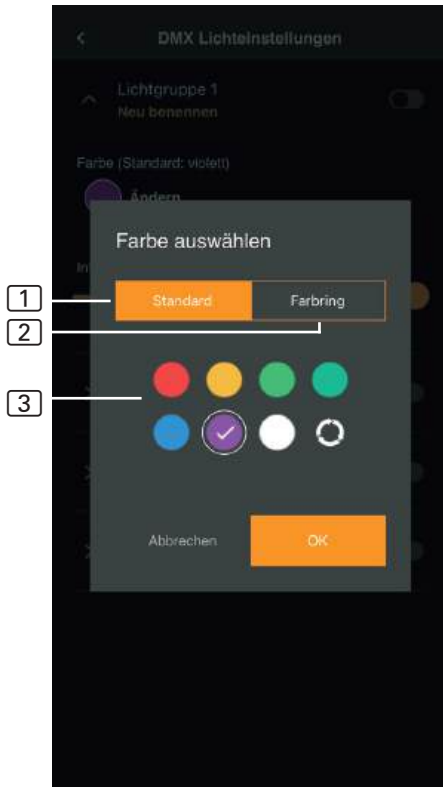 DMX Lichteinstellungen
Lichtgruppe 1
Neu benennen
Farbe (Standard: violett)
Ändern
Farbe auswählen
In
1
Standard
Farbring
2
3
Abbrechen
OK